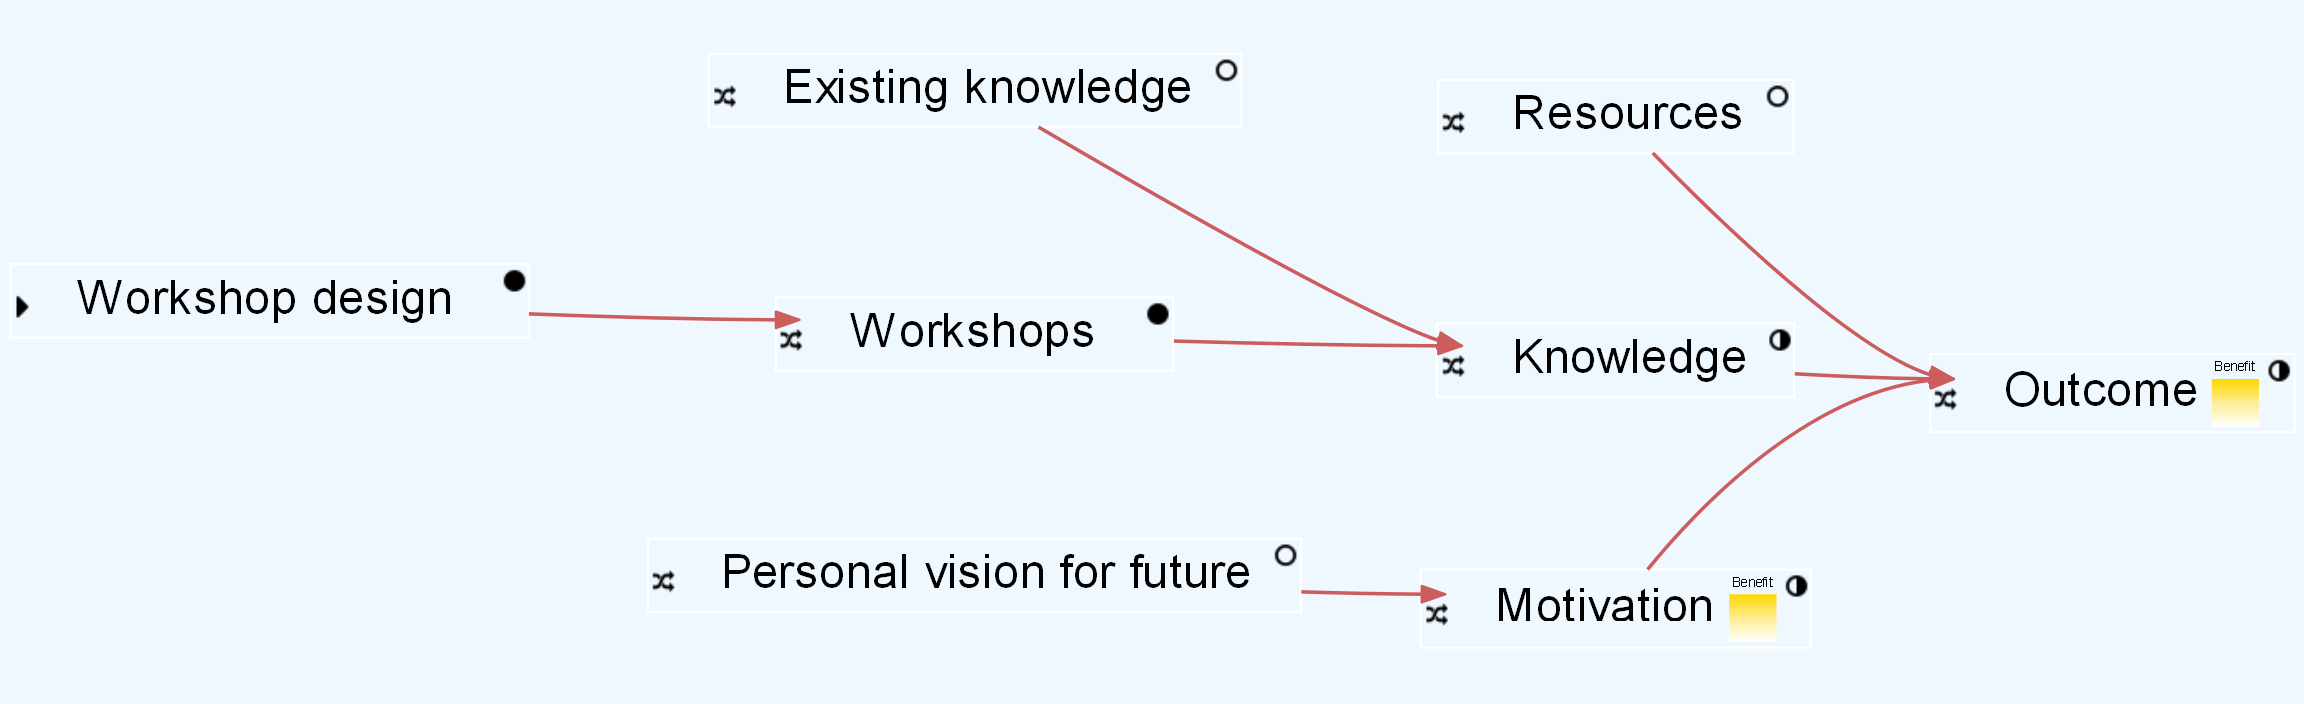 Existing knowledge
Resources
Workshop design
Workshops
Knowledge
Outcome
Benefit
Personal vision for future
Motivation
Benefit